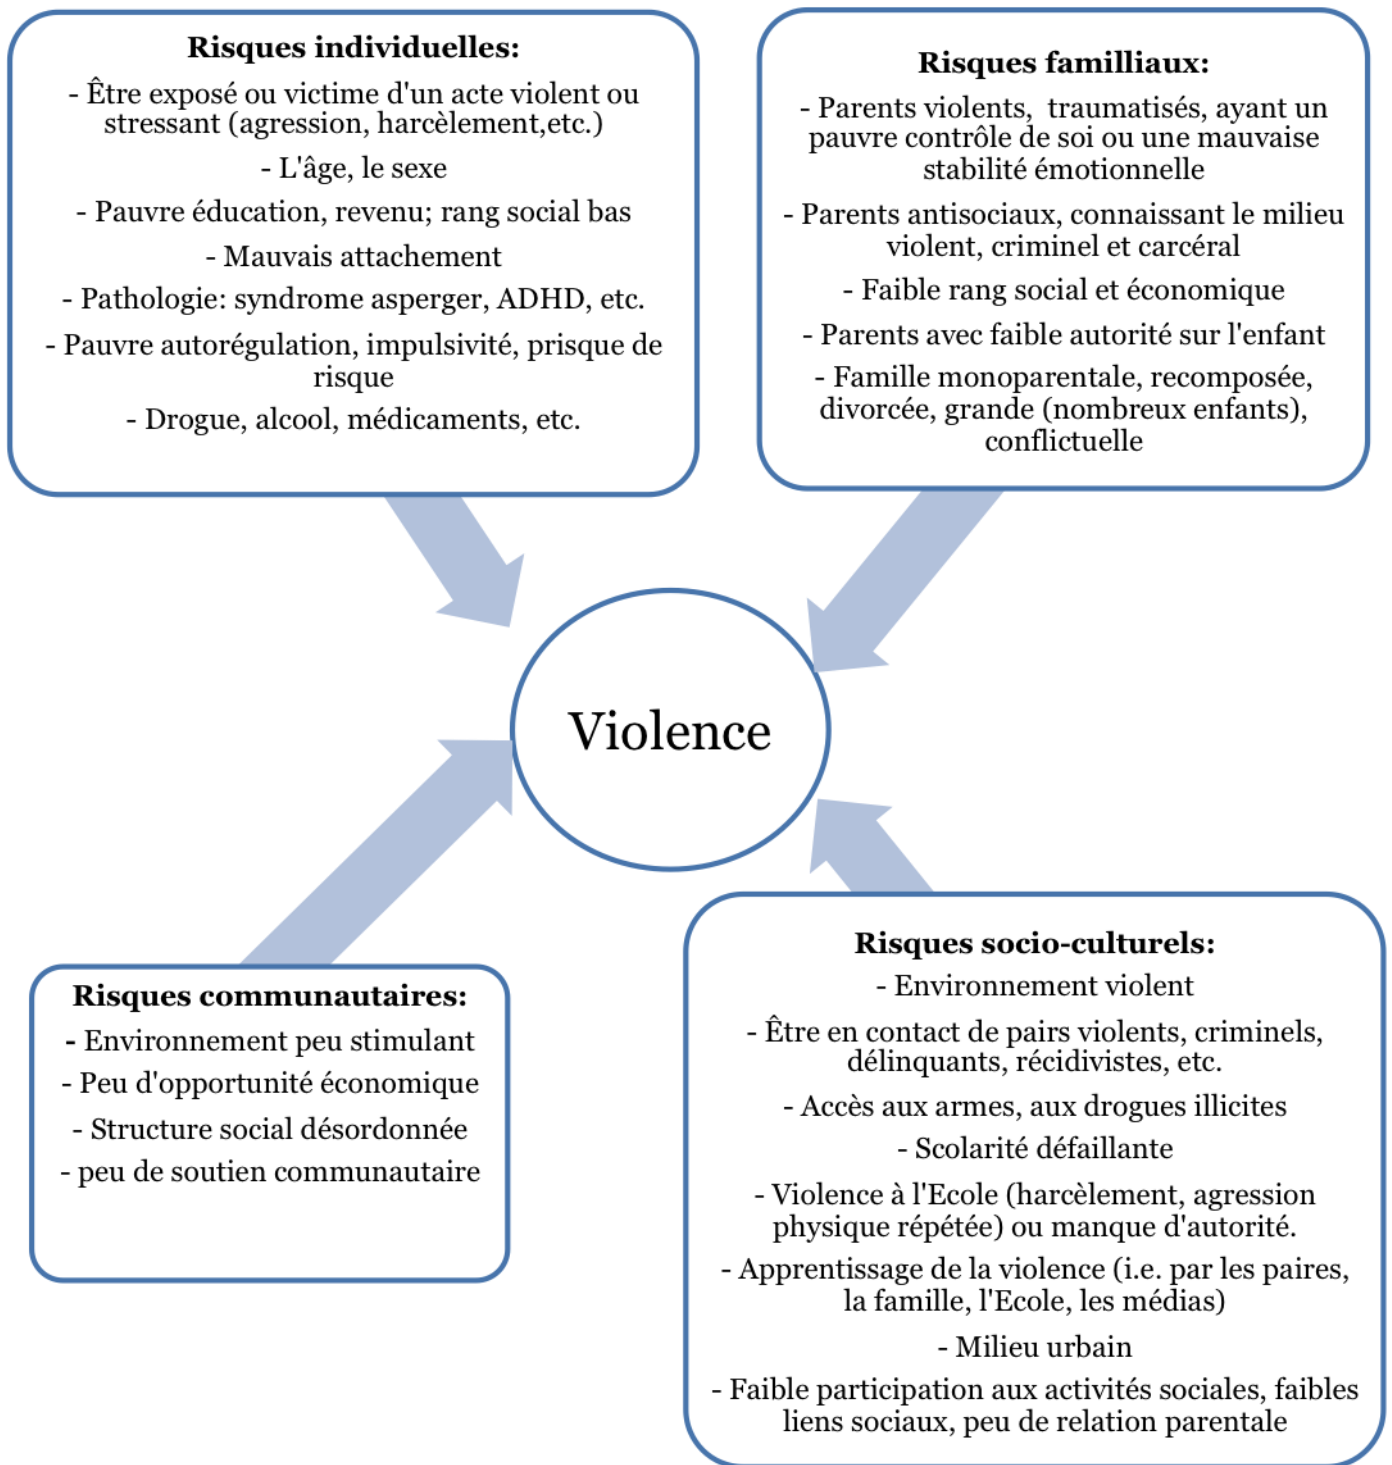 Risques individuelles:
- Être exposé ou victime d'un acte violent ou
stressant (agression, harcèlement,etc.)
- L'âge, le sexe
- Pauvre éducation, revenu; rang social bas
- Mauvais attachement
- Pathologie: syndrome asperger, ADHD, etc.
- Pauvre autorégulation, impulsivité, prisque de
risque
- Drogue, alcool, médicaments, etc.
Risques familliaux:
- Parents violents, traumatisés, ayant un
pauvre contrôle de soi ou une mauvaise
stabilité émotionnelle
- Parents antisociaux, connaissant le milieu
violent, criminel et carcéral
- Faible rang social et économique
- Parents avec faible autorité sur l'enfant
- Famille monoparentale, recomposée,
divorcée, grande (nombreux enfants),
conflictuelle
Violence
Risques communautaires:
- Environnement peu stimulant
- Peu d'opportunité économique
- Structure social désordonnée
- peu de soutien communautaire
Risques socio-culturels:
- Environnement violent
- Être en contact de pairs violents, criminels,
délinquants, récidivistes, etc.
- Accès aux armes, aux drogues illicites
- Scolarité défaillante
- Violence à l'Ecole (harcèlement, agression
physique répétée) ou manque d'autorité.
- Apprentissage de la violence (i.e. par les paires,
la famille, l'Ecole, les médias)
- Milieu urbain
- Faible participation aux activités sociales, faibles
liens sociaux, peu de relation parentale